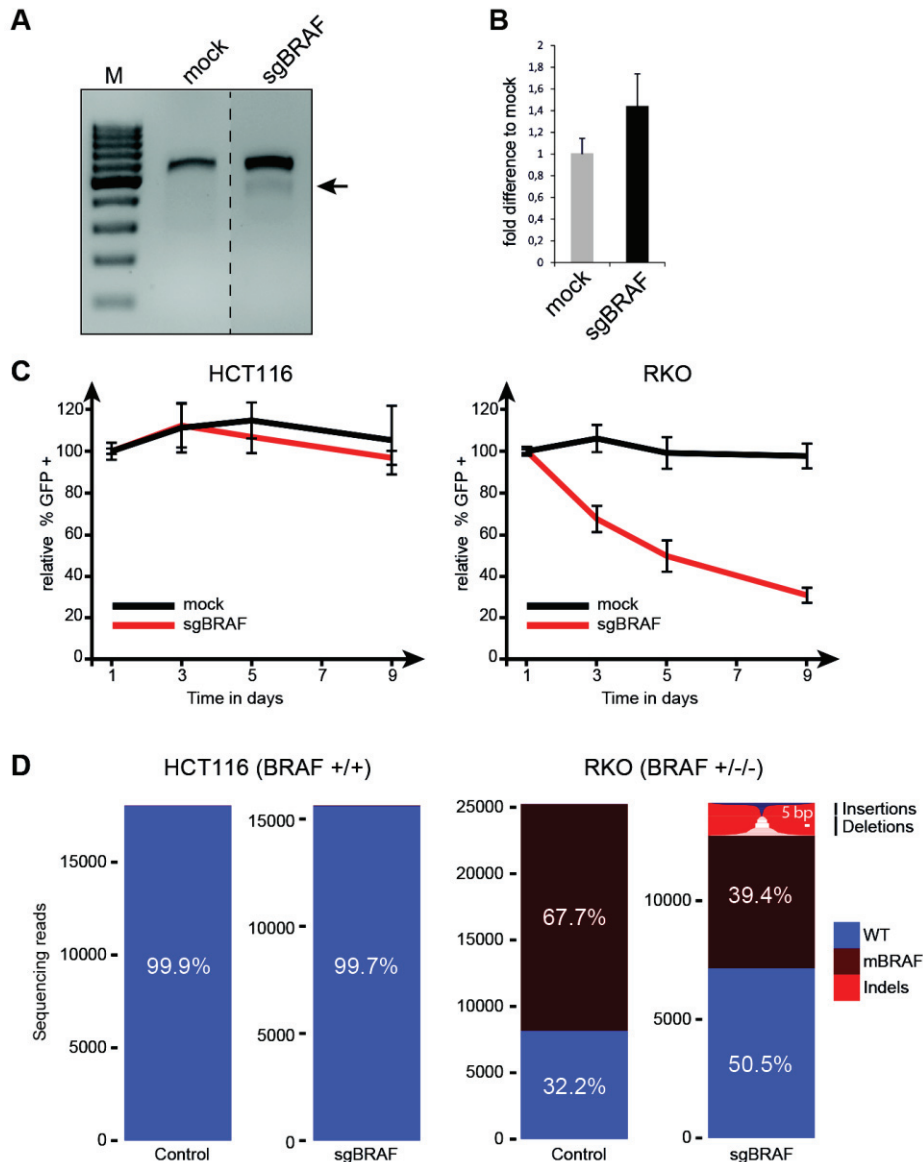 A
M
mock
sgBRAF
B
fold difference to mock
2
1,8
1,6
1,4
1,2
1
0,8
0,6
0,4
0,2
0
mock
sgBRAF
C
HCT116
relative % GFP +
120
100
80
60
40
20
0
mock
sgBRAF
1
3
5
7
9
Time in days
RKO
relative % GFP +
120
100
80
60
40
20
0
mock
sgBRAF
1
3
5
7
9
Time in days
D
HCT116 (BRAF +/+)
Sequencing reads
15000
10000
5000
0
99.9%
Control
15000
10000
5000
0
99.7%
sgBRAF
RKO (BRAF +/-/-)
25000
20000
15000
10000
5000
0
67.7%
32.2%
Control
10000
5000
0
5 bp
39.4%
50.5%
sgBRAF
Insertions
Deletions
WT
mBRAF
Indels